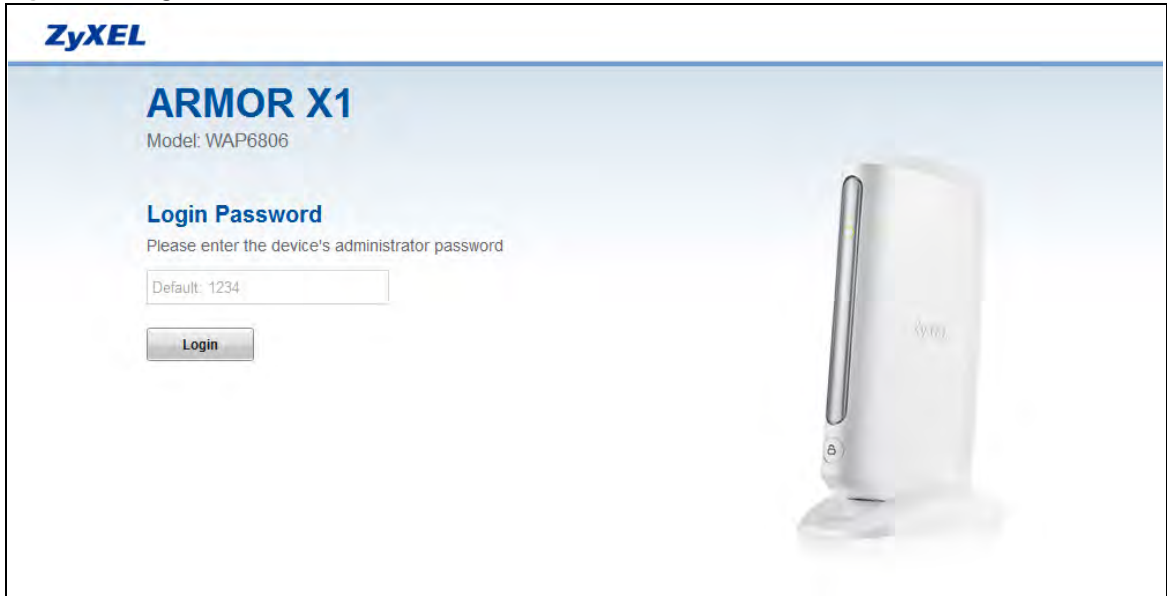 ZyXEL
ARMOR X1
Model: WAP6806
Login Password
Please enter the device's administrator password
Default: 1234
Login